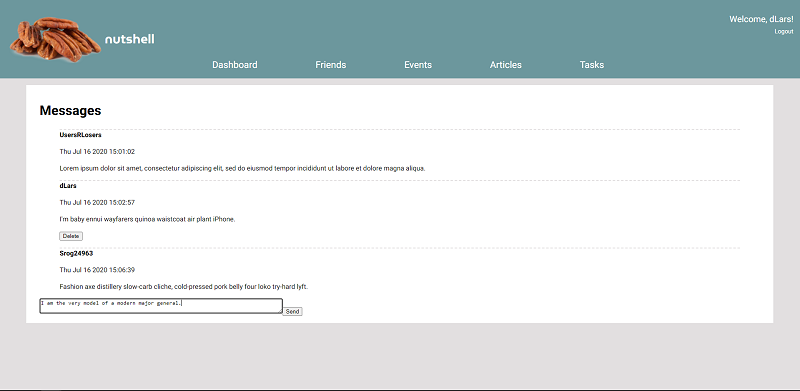 nutshell
Welcome, dLars!
Logout
Dashboard Friends Events Articles Tasks
Messages
UsersRLosers
Thu Jul 16 2020 15:01:02
Lorem ipsum dolor sit amet, consectetur adipiscing elit, sed do eiusmod tempor incididunt ut labore et dolore magna aliqua.
dLars
Thu Jul 16 2020 15:02:57
I'm baby ennui wayfarers quinoa waistcoat air plant iPhone.
Delete
Srog24963
Thu Jul 16 2020 15:06:39
Fashion axe distillery slow-carb cliche, cold-pressed pork belly four loko try-hard lyft.
I am the very model of a modern major general.
Send